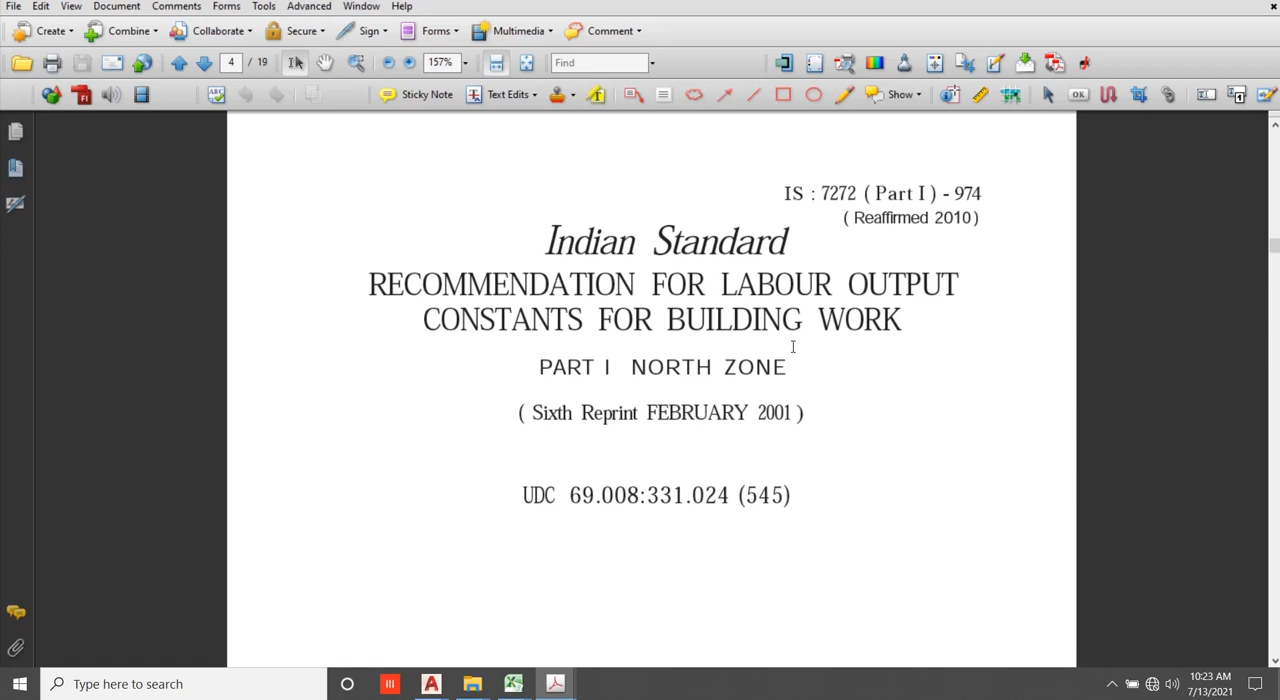 File Edit View Document Comments Forms Tools Advanced Window Help
Create Combine Collaborate Secure Sign Forms Multimedia Comment
4 / 19 157% Find
Sticky Note Text Edits Show OK
IS : 7272 ( Part I ) - 974
( Reaffirmed 2010 )
Indian Standard
RECOMMENDATION FOR LABOUR OUTPUT
CONSTANTS FOR BUILDING WORK
PART I NORTH ZONE
( Sixth Reprint FEBRUARY 2001 )
UDC 69.008:331.024 (545)
Type here to search
10:23 AM
7/13/2021